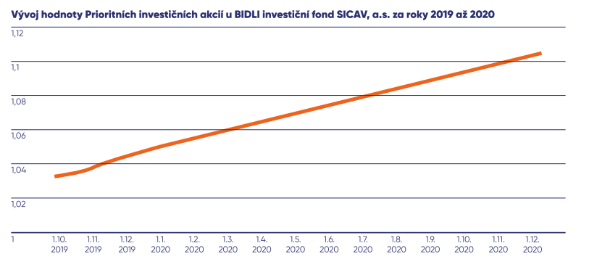 Vývoj hodnoty Prioritních investičních akcií u BIDLI investiční fond SICAV, a.s. za roky 2019 až 2020
1,12
1,1
1,08
1,06
1,04
1,02
1
1.10. 1.11. 1.12. 1.1. 1.2. 1.3. 1.4. 1.5. 1.6. 1.7. 1.8. 1.9. 1.10. 1.11. 1.12.
2019 2019 2019 2020 2020 2020 2020 2020 2020 2020 2020 2020 2020 2020 2020